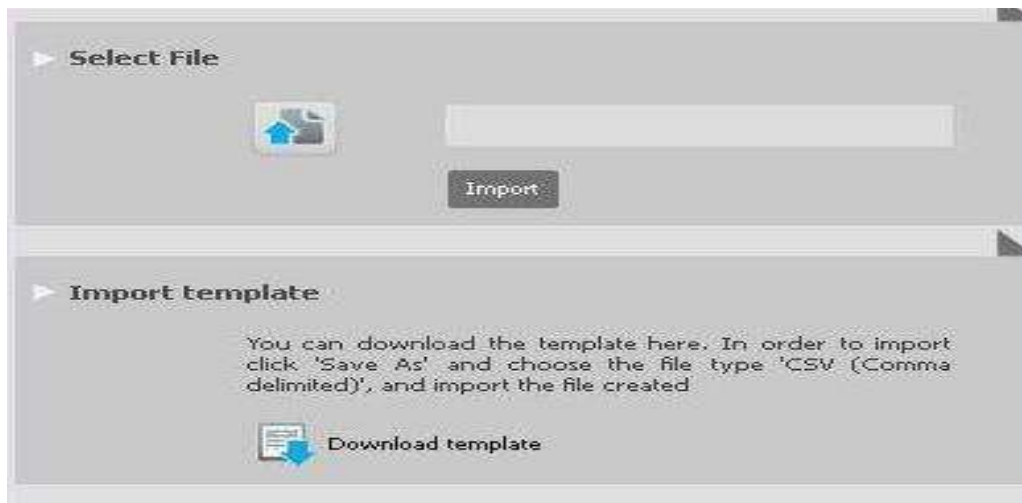 Select File
Import
Import template
You can download the template here. In order to import
click 'Save As' and choose the file type 'CSV (Comma
delimited)', and import the file created
Download template